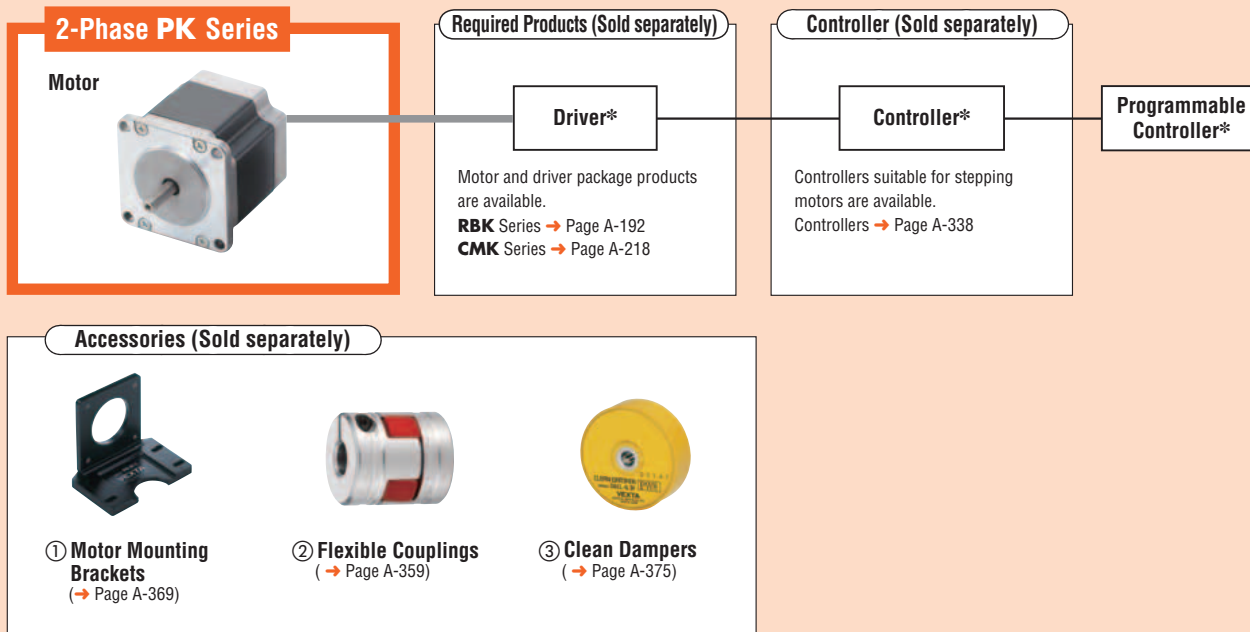 2-Phase PK Series
Motor
Required Products (Sold separately)
Driver*
Motor and driver package products
are available.
RBK Series ➜ Page A-192
CMK Series ➜ Page A-218
Controller (Sold separately)
Controller*
Controllers suitable for stepping
motors are available.
Controllers ➜ Page A-338
Programmable
Controller*
Accessories (Sold separately)
① Motor Mounting
Brackets
(➜ Page A-369)
② Flexible Couplings
( ➜ Page A-359)
VEXTA
③ Clean Dampers
( ➜ Page A-375)